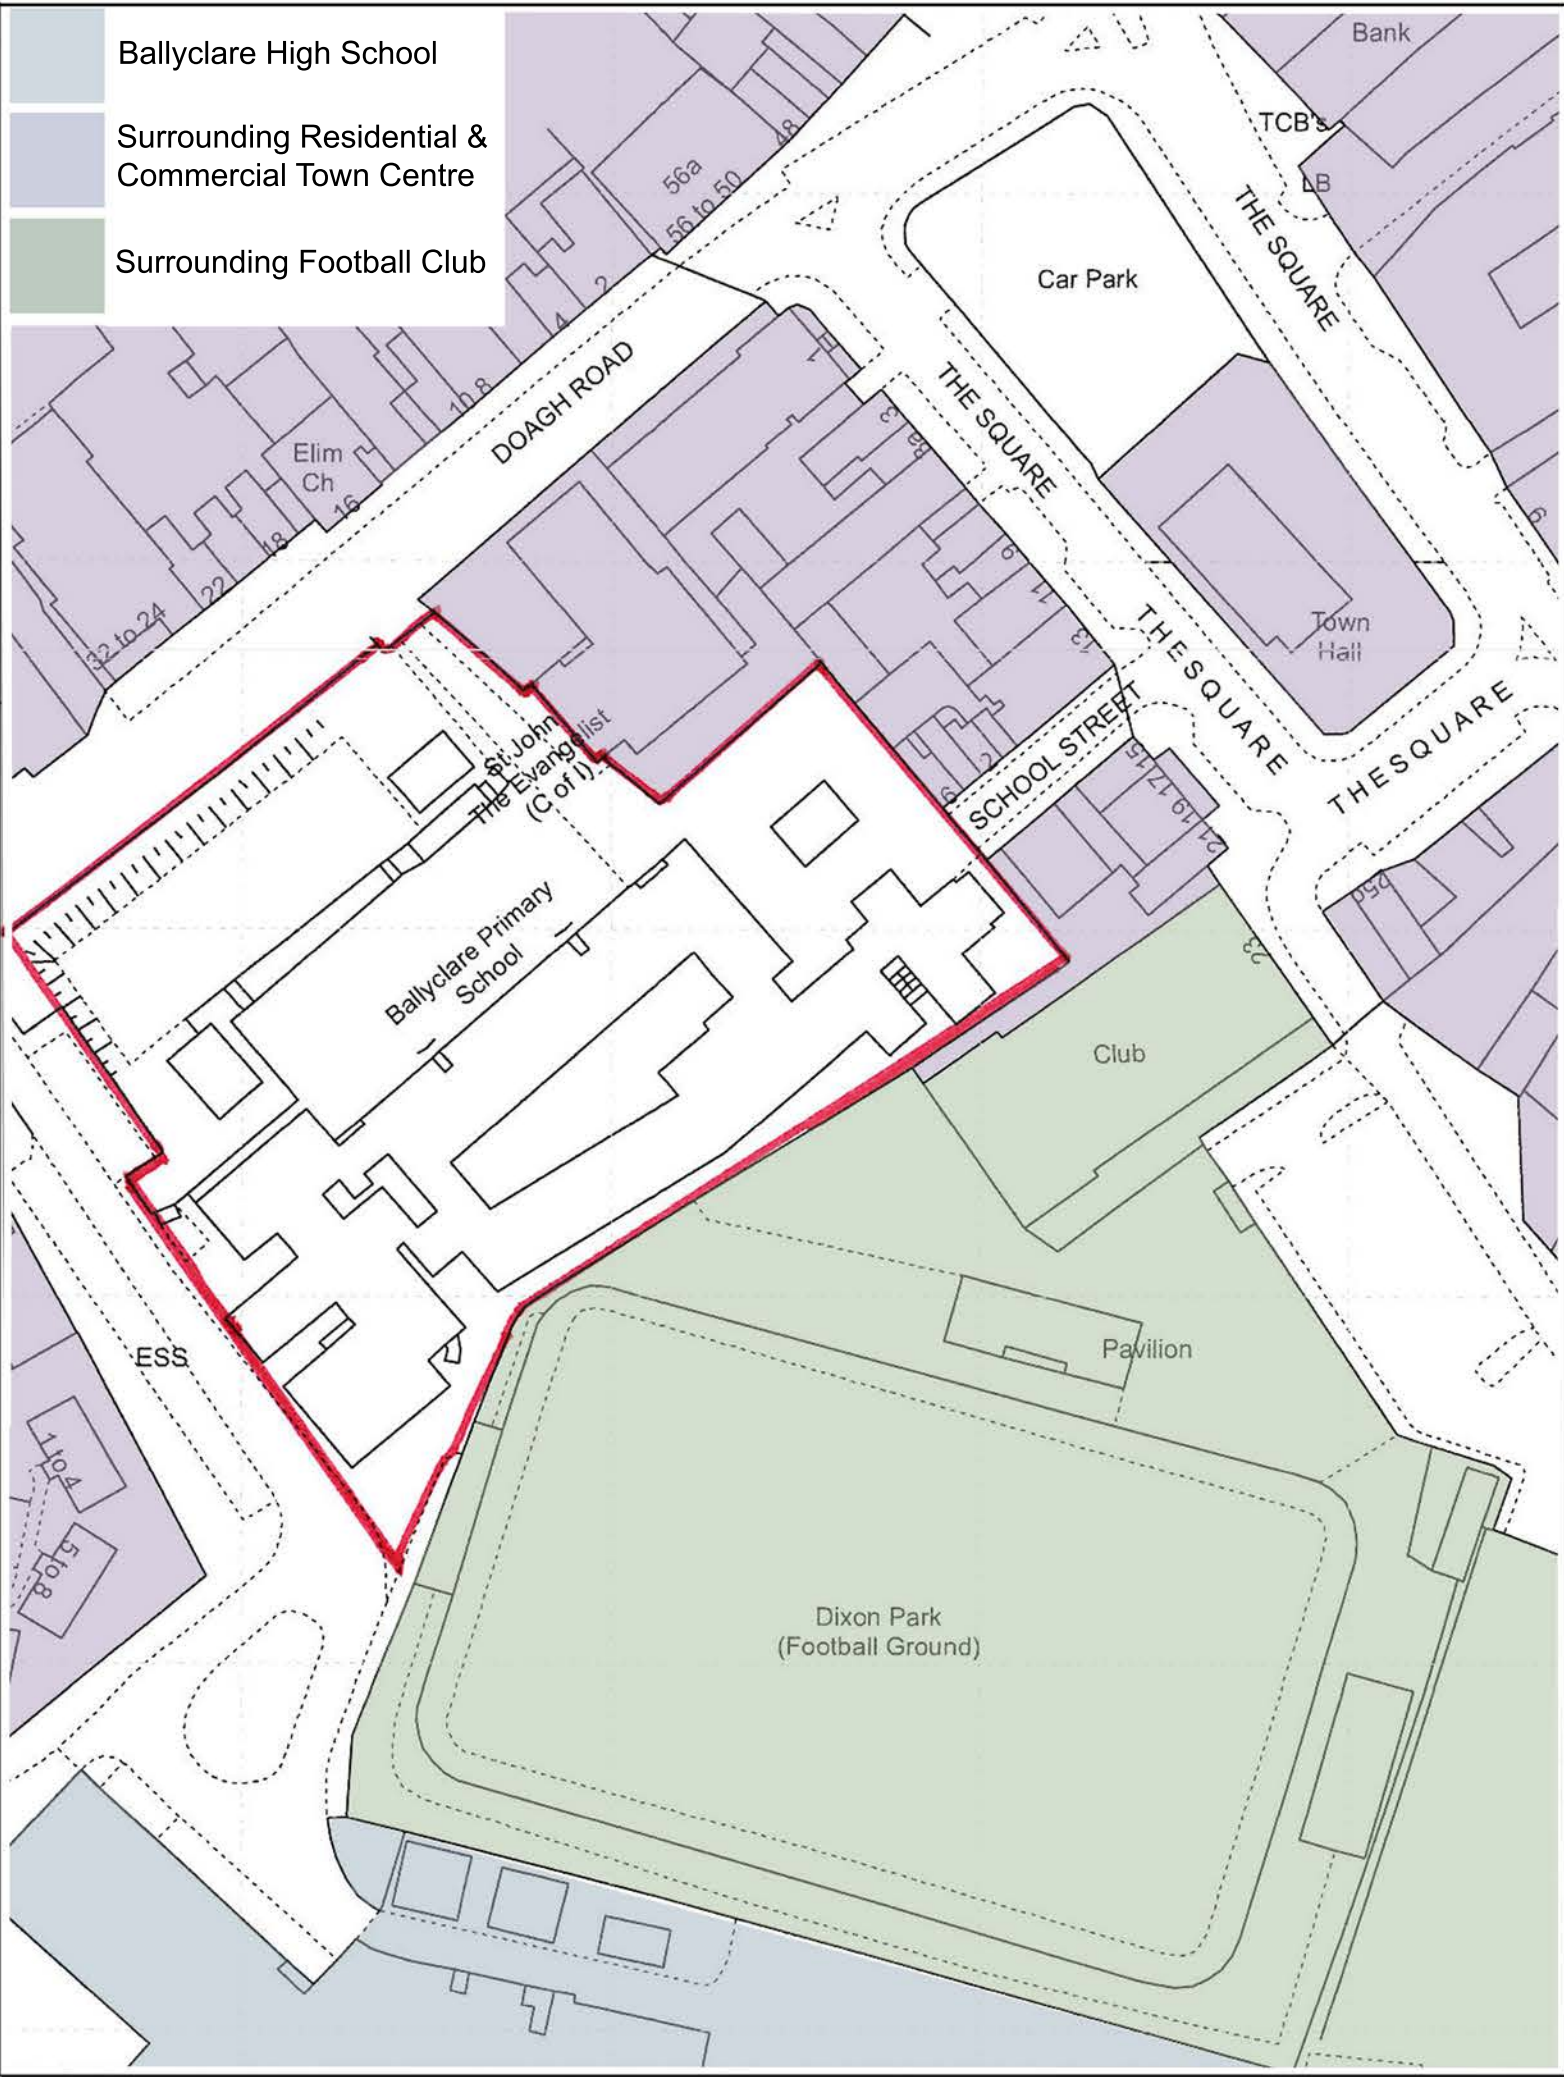 Ballyclare High School
Surrounding Residential &
Commercial Town Centre
Surrounding Football Club
Bank
TCB's
LB
48
56a
56 to 50
THE SQUARE
Car Park
2
4
10 8
DOAGH ROAD
1
THE SQUARE
3
3a
Elim
Ch
16
18
22
32 to 24
9
11
13
9
Town
Hall
THE SQUARE
THE SQUARE
SCHOOL STREET
2
6
15
17
19
21
25a
23
St John
The Evangelist
(C of I)
Ballyclare Primary
School
Club
Pavilion
ESS
1 to 4
5 to 8
Dixon Park
(Football Ground)